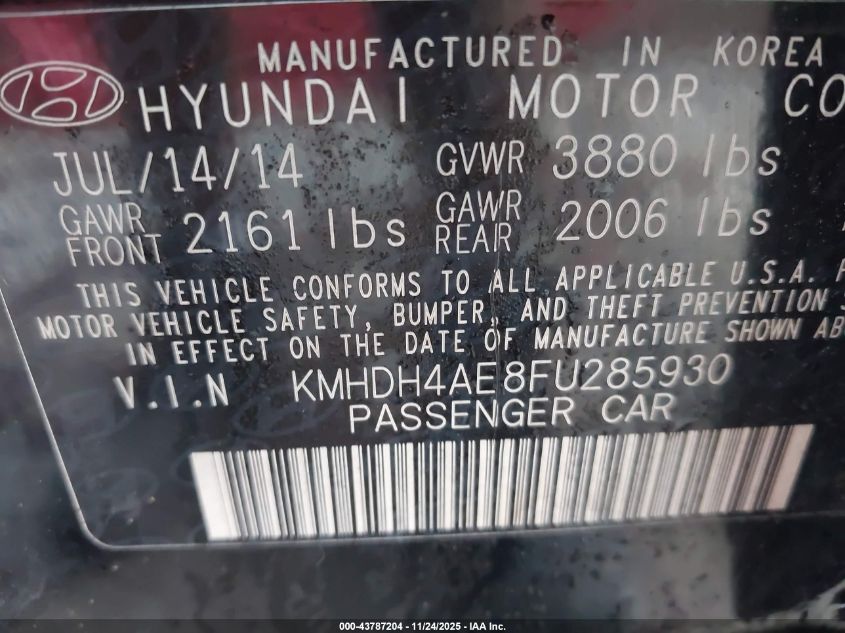 MANUFACTURED IN KOREA
HYUNDAI MOTOR CO
JUL/14/14 GVWR 3880 lbs
GAWR FRONT 2161 lbs GAWR REAR 2006 lbs
THIS VEHICLE CONFORMS TO ALL APPLICABLE U.S.A. F
MOTOR VEHICLE SAFETY, BUMPER, AND THEFT PREVENTION S
IN EFFECT ON THE DATE OF MANUFACTURE SHOWN AB
V.I.N KMHDH4AE8FU285930
PASSENGER CAR
000-43787204 - 11/24/2025 - IAA Inc.